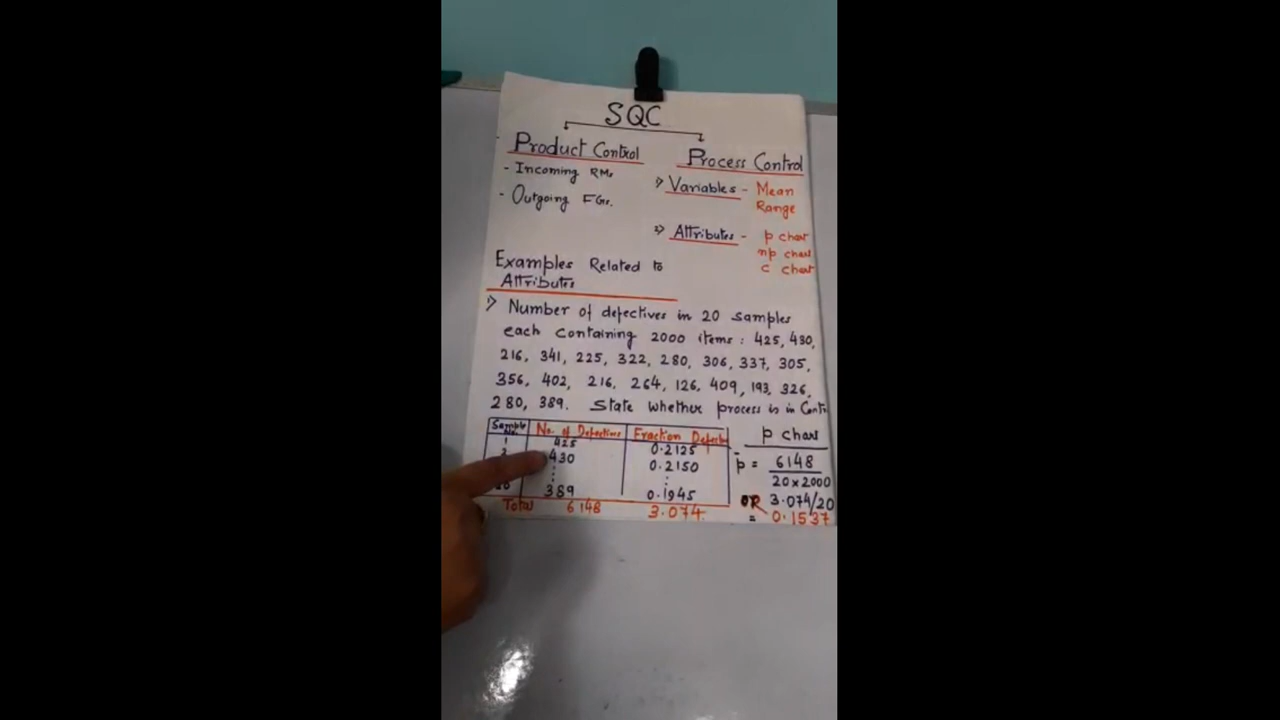 SQC
Product Control
- Incoming RMs
- Outgoing FGs.
Process Control
1) Variables - Mean
Range
2) Attributes - p chart
np chart
c chart
Examples Related to
Attributes
1) Number of defectives in 20 samples
each containing 2000 items : 425, 430,
216, 341, 225, 322, 280, 306, 337, 305,
356, 402, 216, 264, 126, 409, 193, 326,
280, 389. State whether process is in
Sample No. No. of Defectives Fraction
1 425 0.2125
430 0.2150
389 0.1945
Total 6148 3.074
p chart
p̄ = 6148
20 x 2000
OR 3.074/20
= 0.1537